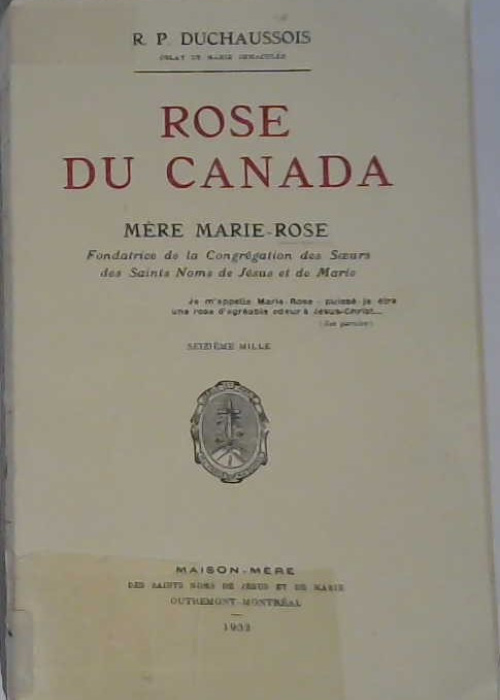 R. P. DUCHAUSSOIS
OBLAT DE MARIE IMMACULÉE
ROSE
DU CANADA
MÈRE MARIE-ROSE
Fondatrice de la Congrégation des Sœurs
des Saints Noms de Jésus et de Marie
Je m'appelle Marie-Rose : puissé-je être
une rose d'agréable odeur à Jésus-Christ...
(Ses paroles)
SEIZIÈME MILLE
MAISON-MÈRE
DES SAINTS NOMS DE JÉSUS ET DE MARIE
OUTREMONT-MONTRÉAL